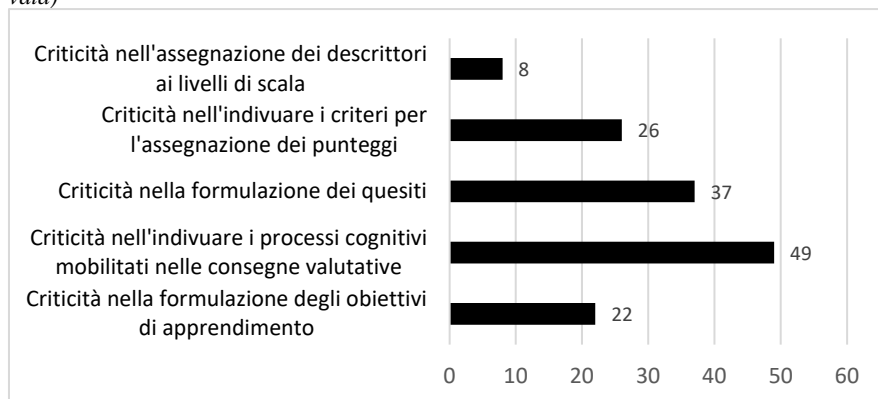 valid)
Criticità nell'assegnazione dei descrittori
ai livelli di scala
8
Criticità nell'indivuare i criteri per
l'assegnazione dei punteggi
26
Criticità nella formulazione dei quesiti
37
Criticità nell'indivuare i processi cognitivi
mobilitati nelle consegne valutative
49
Criticità nella formulazione degli obiettivi
di apprendimento
22
0 10 20 30 40 50 60